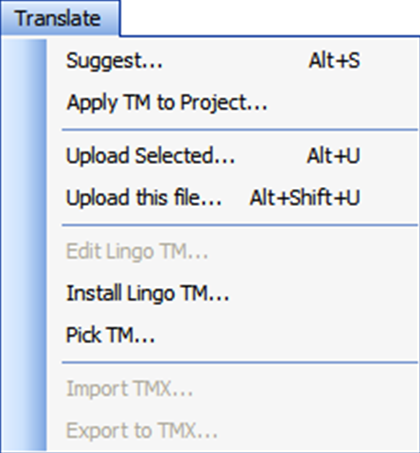 Translate
Suggest... Alt+S
Apply TM to Project...
Upload Selected... Alt+U
Upload this file... Alt+Shift+U
Edit Lingo TM...
Install Lingo TM...
Pick TM...
Import TMX...
Export to TMX...